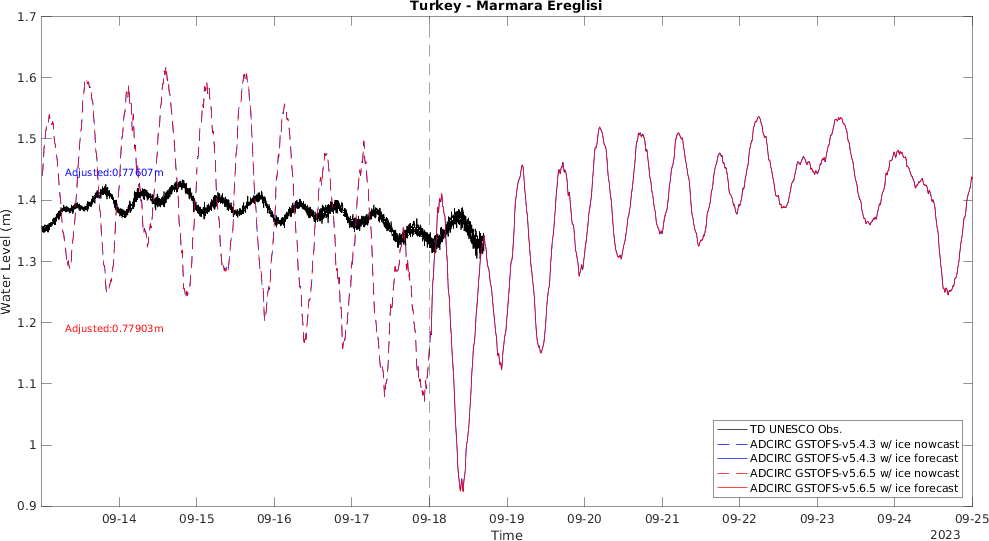 Turkey - Marmara Ereglisi
1.7
1.6
1.5
1.4
1.3
1.2
1.1
1
0.9
Water Level (m)
Adjusted:0.77607m
Adjusted:0.77903m
TD UNESCO Obs.
ADCIRC GSTOFS-v5.4.3 w/ ice nowcast
ADCIRC GSTOFS-v5.4.3 w/ ice forecast
ADCIRC GSTOFS-v5.6.5 w/ ice nowcast
ADCIRC GSTOFS-v5.6.5 w/ ice forecast
09-14 09-15 09-16 09-17 09-18 09-19 09-20 09-21 09-22 09-23 09-24 09-25
Time
2023